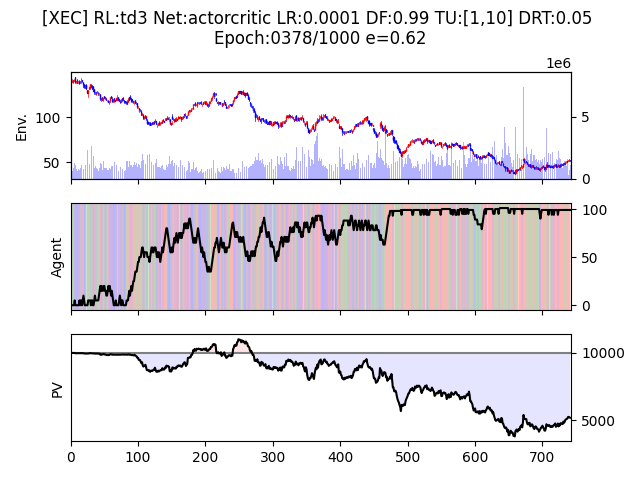 [XEC] RL:td3 Net:actorcritic LR:0.0001 DF:0.99 TU:[1,10] DRT:0.05
Epoch:0378/1000 e=0.62
1e6
Env.
100
50
5
0
Agent
100
50
0
PV
10000
5000
0 100 200 300 400 500 600 700